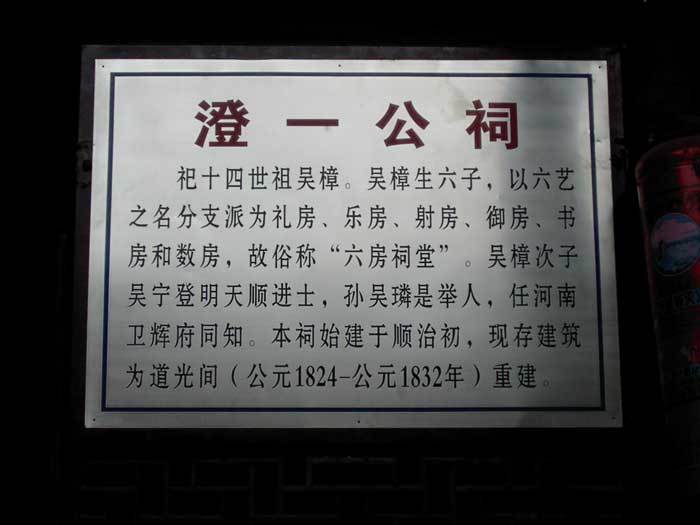 澄一公祠
祀十四世祖吴樟。吴樟生六子，以六艺
之名分支派为礼房、乐房、射房、御房、书
房和数房，故俗称“六房祠堂”。吴樟次子
吴宁登明天顺进士，孙吴璘是举人，任河南
卫辉府同知。本祠始建于顺治初，现存建筑
为道光间（公元1824-公元1832年）重建。